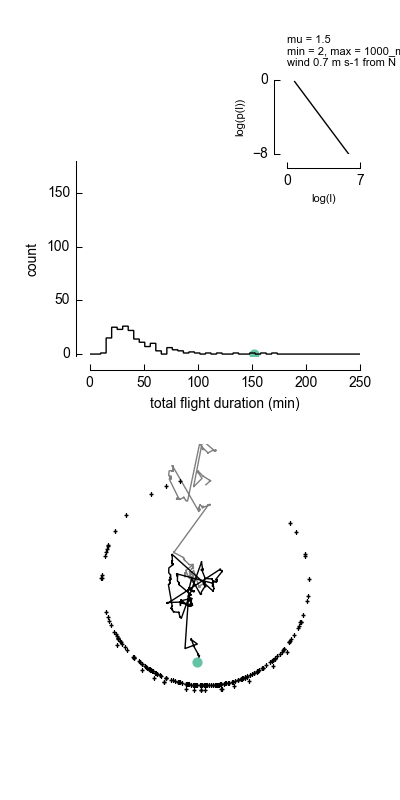 mu = 1.5
min = 2, max = 1000_m
wind 0.7 m s-1 from N
0
log(p(l))
−8
0 7
log(l)
150
100
50
0
count
0 50 100 150 200 250
total flight duration (min)